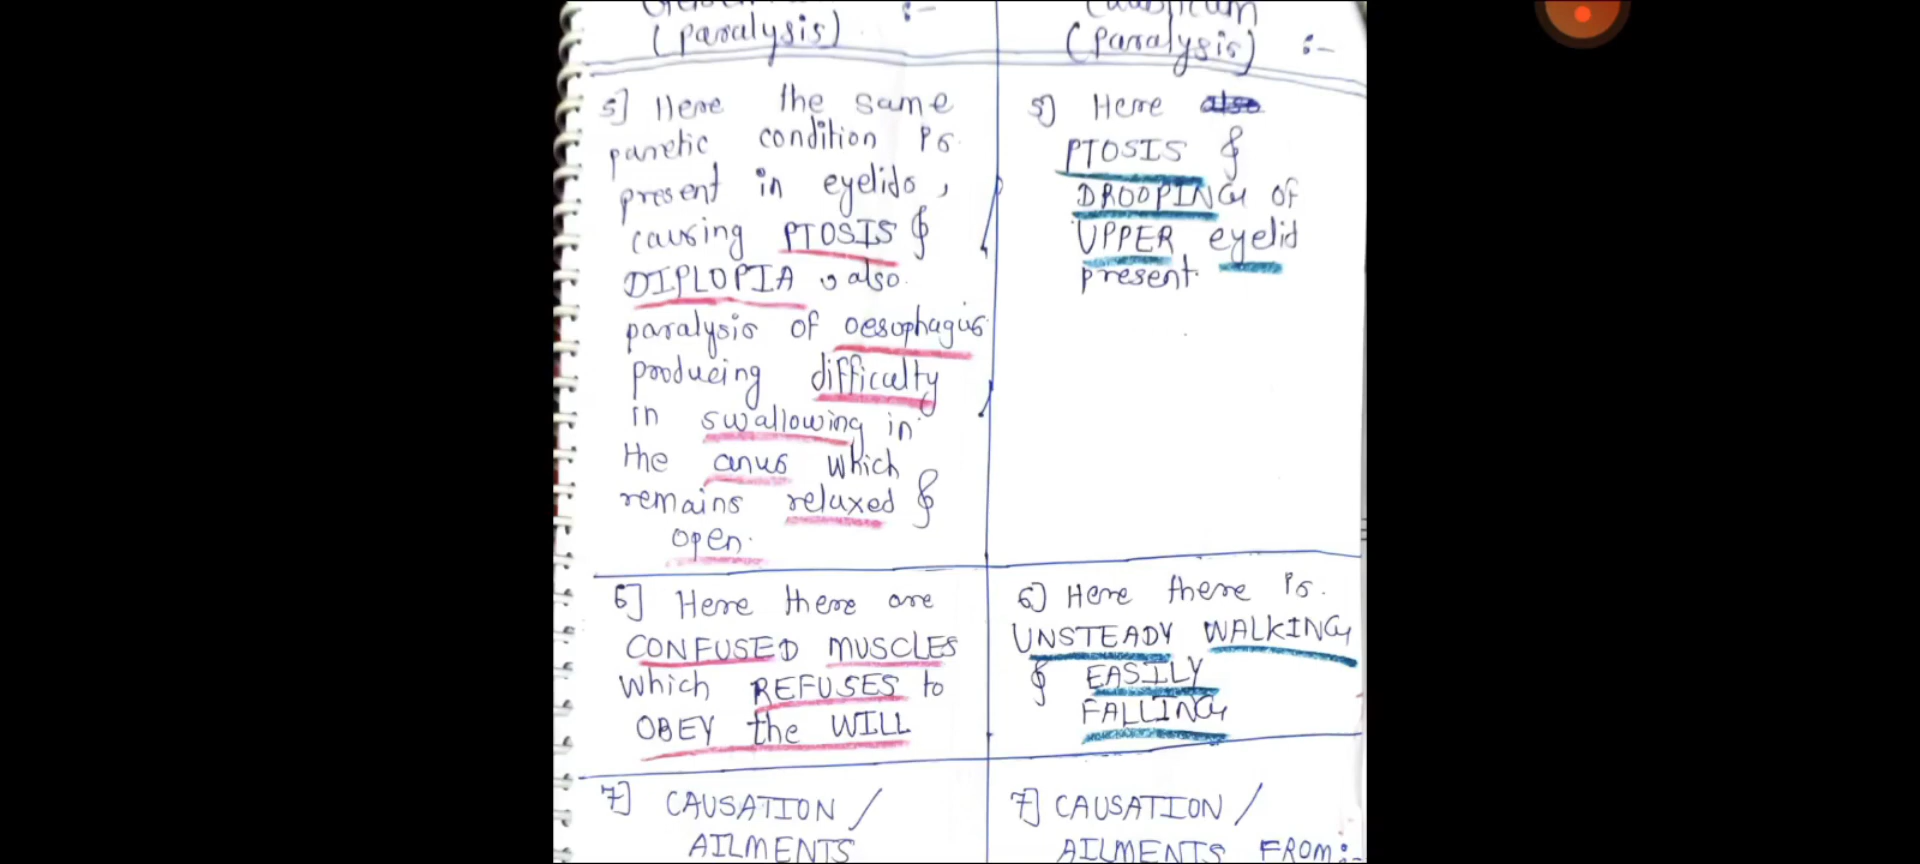 (Paralysis) :-
5] Here the same
paretic condition is
present in eyelids,
causing PTOSIS &
DIPLOPIA, also
paralysis of oesophagus
producing difficulty
in swallowing in
the anus which
remains relaxed &
open.
6] Here there are
CONFUSED MUSCLES
which REFUSES to
OBEY the WILL
7] CAUSATION /
AILMENTS
Causticum
(Paralysis) :-
5] Here also
PTOSIS &
DROOPING of
UPPER eyelid
present.
6] Here there is
UNSTEADY WALKING
& EASILY
FALLING
7] CAUSATION /
AILMENTS FROM:-